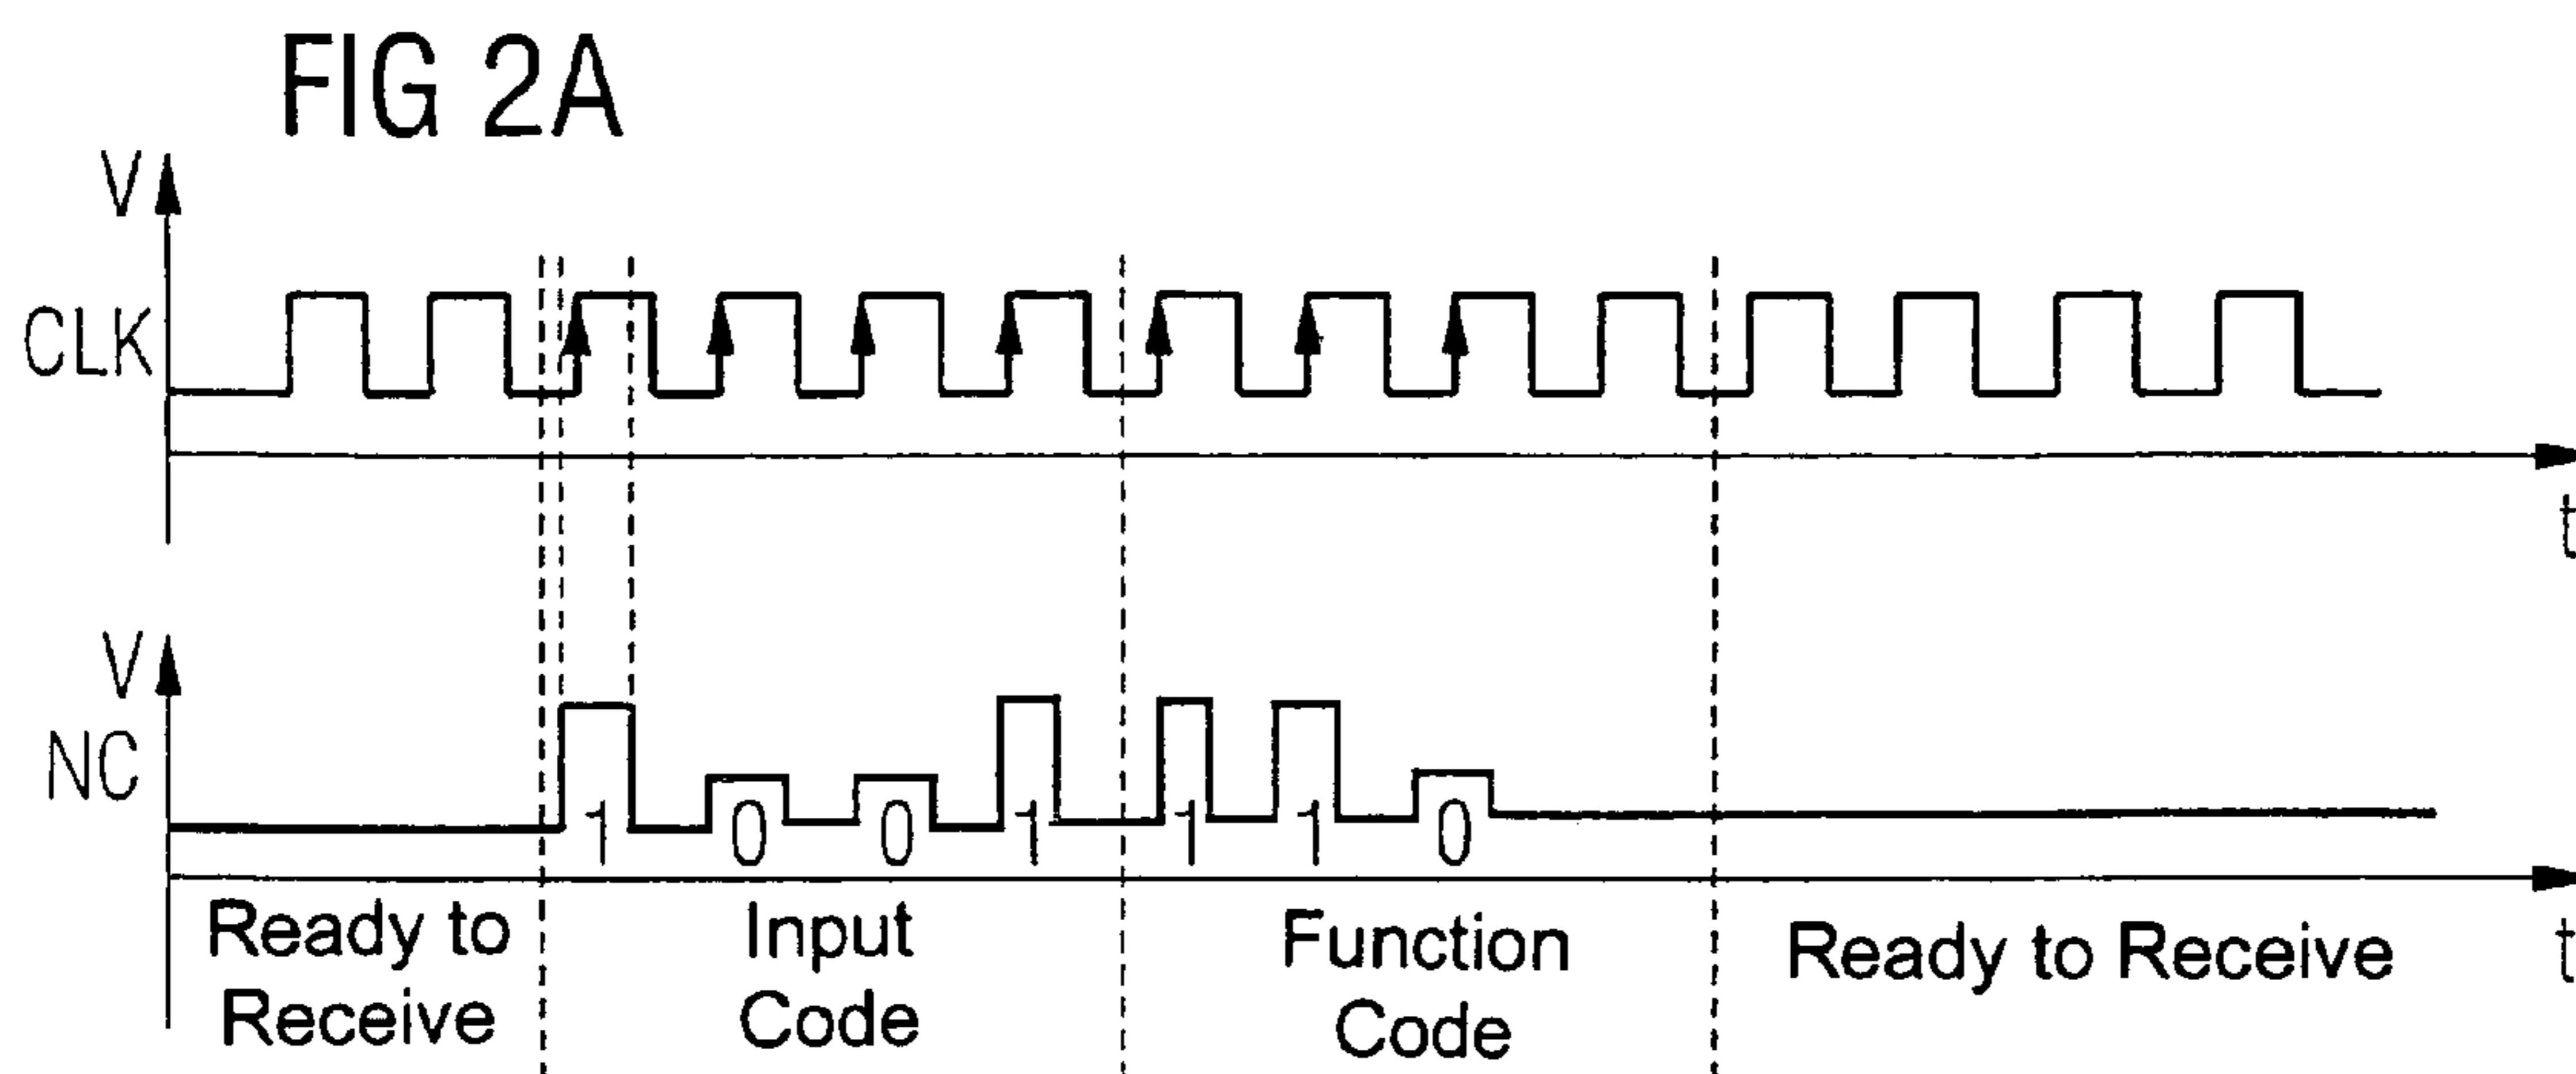 FIG 2A
V
CLK
t
V
NC
1 0 0 1 1 1 0
Ready to Receive
Input Code
Function Code
Ready to Receive
t